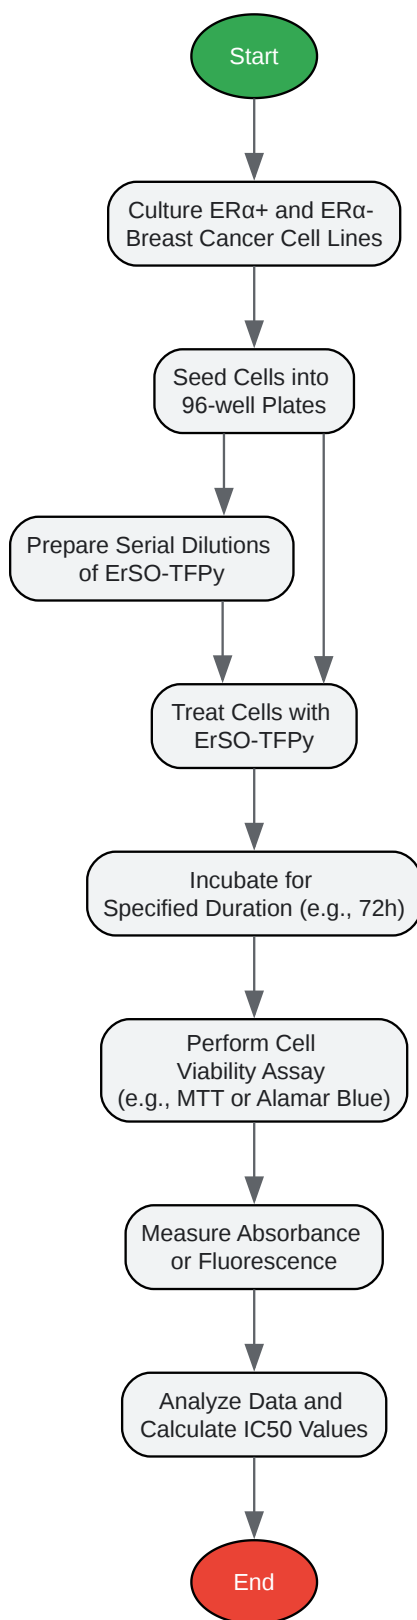 Start
Culture ERα+ and ERα-
Breast Cancer Cell Lines
Seed Cells into
96-well Plates
Prepare Serial Dilutions
of ErSO-TFPy
Treat Cells with
ErSO-TFPy
Incubate for
Specified Duration (e.g., 72h)
Perform Cell
Viability Assay
(e.g., MTT or Alamar Blue)
Measure Absorbance
or Fluorescence
Analyze Data and
Calculate IC50 Values
End